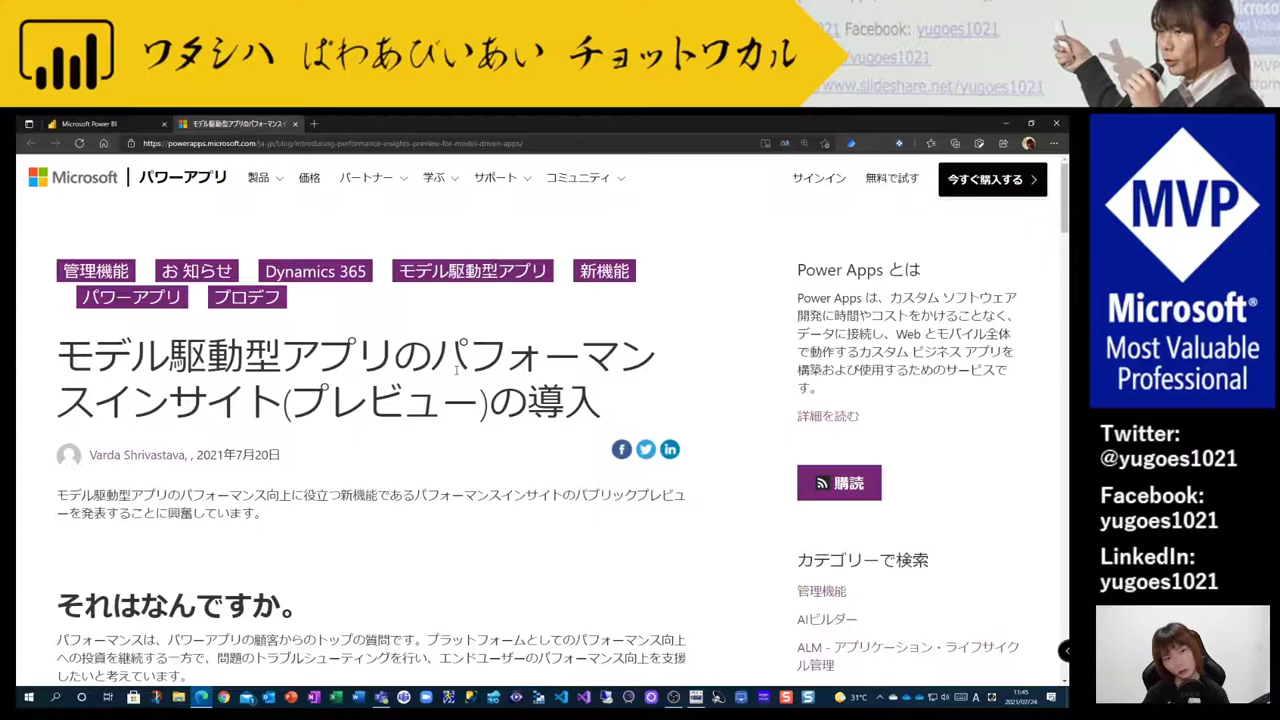 ワタシハ ぱわあびいあい チョットワカル
1021 Facebook: yugoes1021
www.slideshare.net/yugoes1021
Microsoft Power BI
モデル駆動型アプリのパフォーマンスイ
https://powerapps.microsoft.com/ja-jp/blog/introducing-performance-insights-preview-for-model-driven-apps/
Microsoft パワーアプリ 製品 価格 パートナー 学ぶ サポート コミュニティ サインイン 無料で試す 今すぐ購入する
管理機能 お 知らせ Dynamics 365 モデル駆動型アプリ 新機能
パワーアプリ プロデフ
モデル駆動型アプリのパフォーマン
スインサイト(プレビュー)の導入
Varda Shrivastava, , 2021年7月20日
モデル駆動型アプリのパフォーマンス向上に役立つ新機能であるパフォーマンスインサイトのパブリックプレビュ
ーを発表することに興奮しています。
それはなんですか。
パフォーマンスは、パワーアプリの顧客からのトップの質問です。プラットフォームとしてのパフォーマンス向上
への投資を継続する一方で、問題のトラブルシューティングを行い、エンドユーザーのパフォーマンス向上を支援
したいと考えています。
Power Apps とは
Power Apps は、カスタム ソフトウェア
開発に時間やコストをかけることなく、
データに接続し、Web とモバイル全体
で動作するカスタム ビジネス アプリを
構築および使用するためのサービスで
す。
詳細を読む
購読
カテゴリーで検索
管理機能
AIビルダー
ALM - アプリケーション・ライフサイク
ル管理
31°C
11:45
2021/07/24
MVP
Microsoft®
Most Valuable
Professional
Twitter:
@yugoes1021
Facebook:
yugoes1021
LinkedIn:
yugoes1021